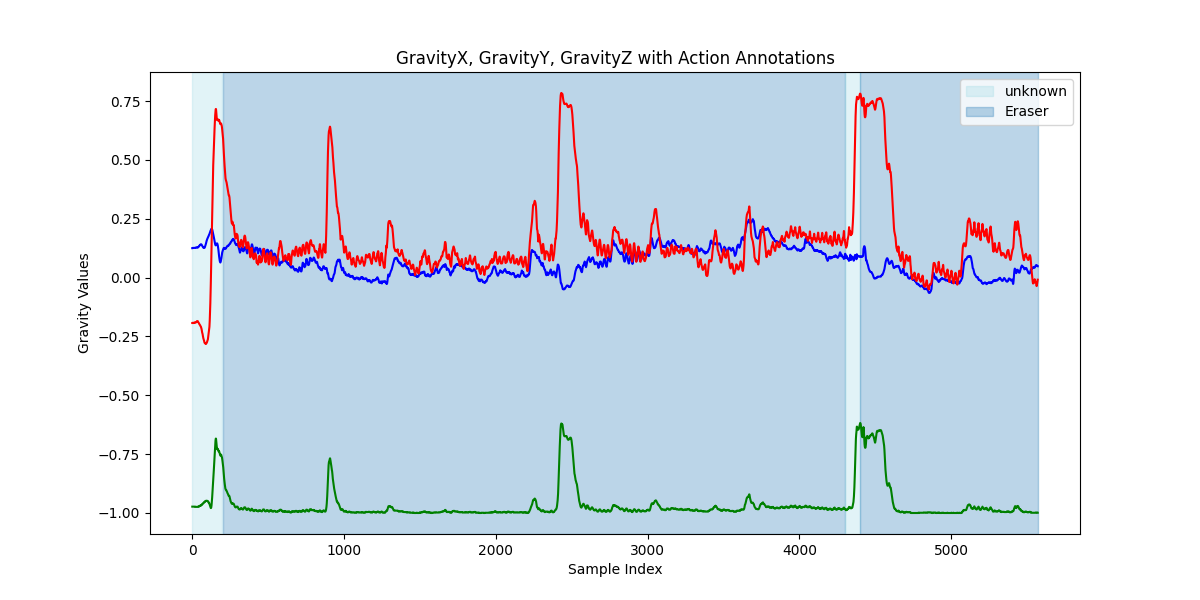 GravityX, GravityY, GravityZ with Action Annotations
unknown
Eraser
0.75
0.50
0.25
0.00
−0.25
−0.50
−0.75
−1.00
Gravity Values
0 1000 2000 3000 4000 5000
Sample Index